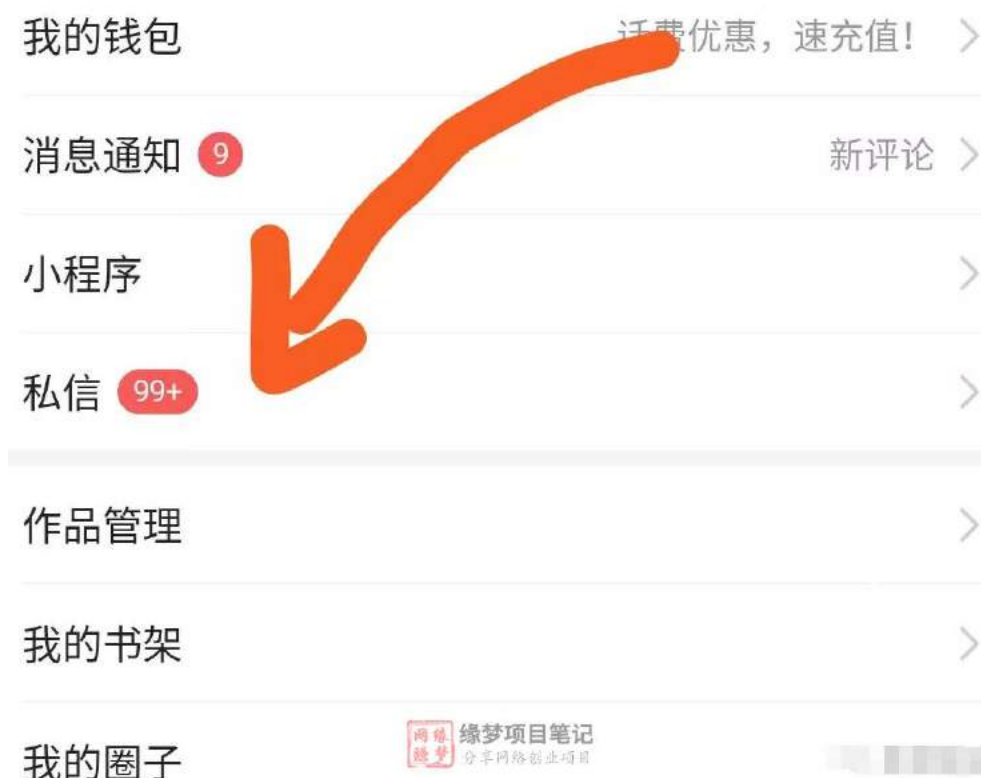 我的钱包
话费优惠，速充值！
消息通知 9
新评论
小程序
私信 99+
作品管理
我的书架
我的圈子
缘梦项目笔记
分享网络创业项目